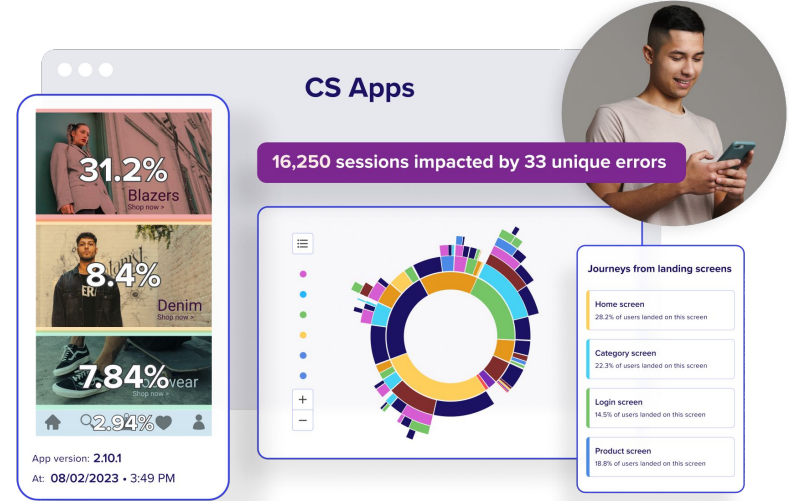 CS Apps
16,250 sessions impacted by 33 unique errors
31.2%
Blazers
Shop now >
8.4%
Denim
Shop now >
7.84%
wear
Shop now >
2.94%
App version: 2.10.1
At: 08/02/2023 • 3:49 PM
Journeys from landing screens
Home screen
28.2% of users landed on this screen
Category screen
22.3% of users landed on this screen
Login screen
14.5% of users landed on this screen
Product screen
18.8% of users landed on this screen